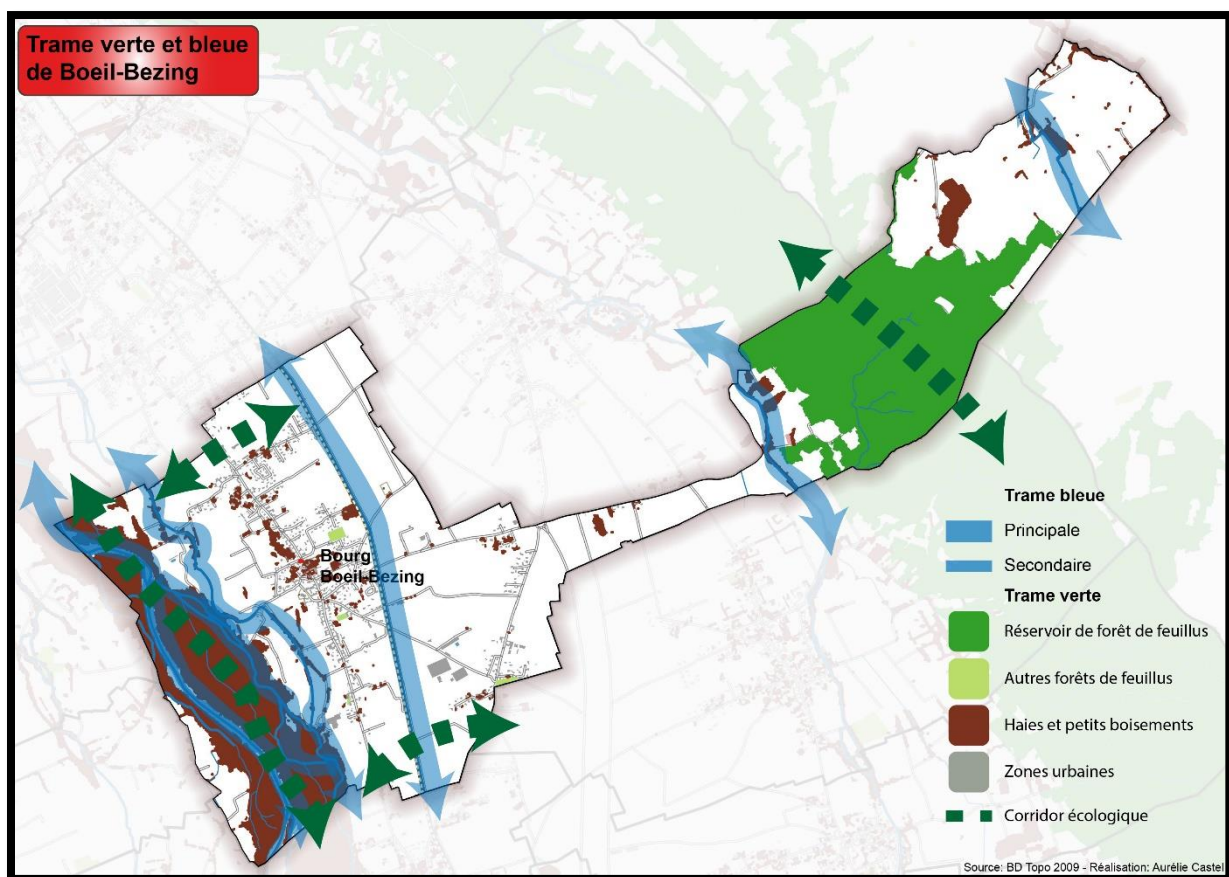 Trame verte et bleue
de Boeil-Bezing
Bourg
Boeil-Bezing
Trame bleue
Principale
Secondaire
Trame verte
Réservoir de forêt de feuillus
Autres forêts de feuillus
Haies et petits boisements
Zones urbaines
Corridor écologique
Source: BD Topo 2009 - Réalisation: Aurélie Castel